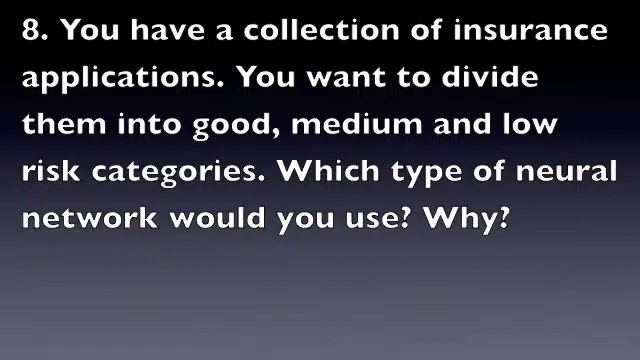 8. You have a collection of insurance
applications. You want to divide
them into good, medium and low
risk categories. Which type of neural
network would you use? Why?